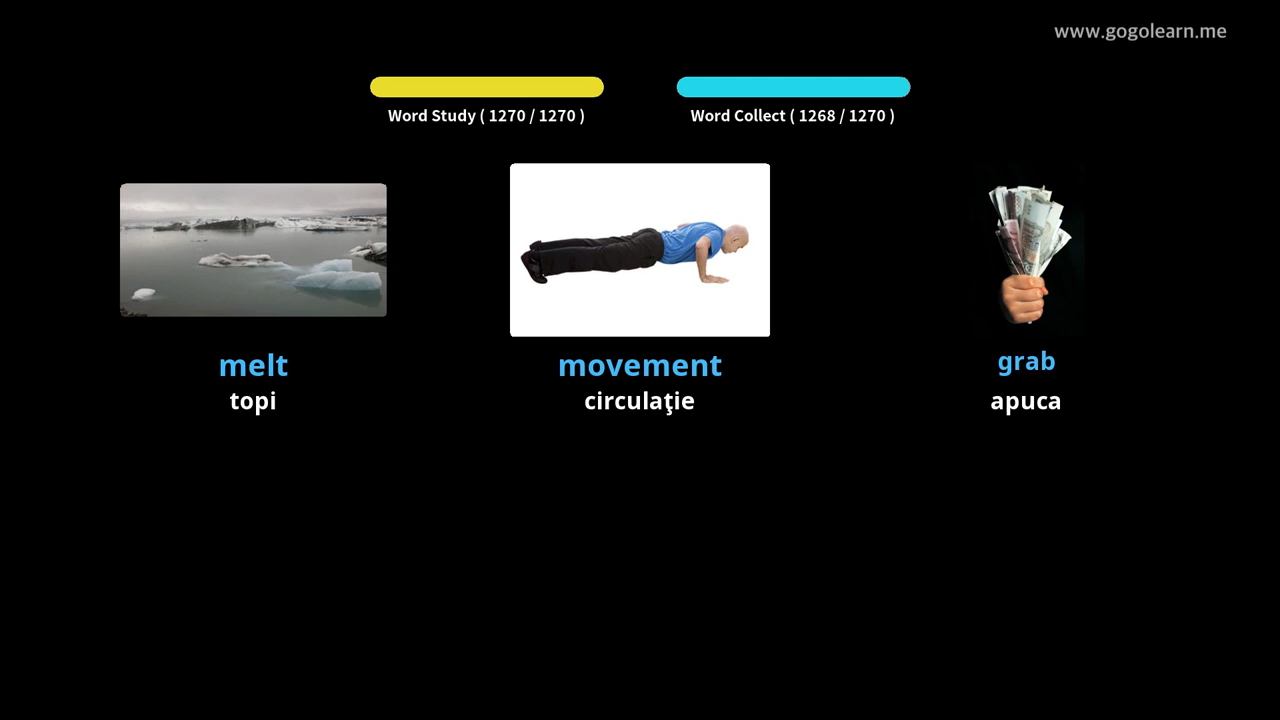 www.gogolearn.me
Word Study ( 1270 / 1270 )
Word Collect ( 1268 / 1270 )
melt
movement
grab
topi
circulaţie
apuca